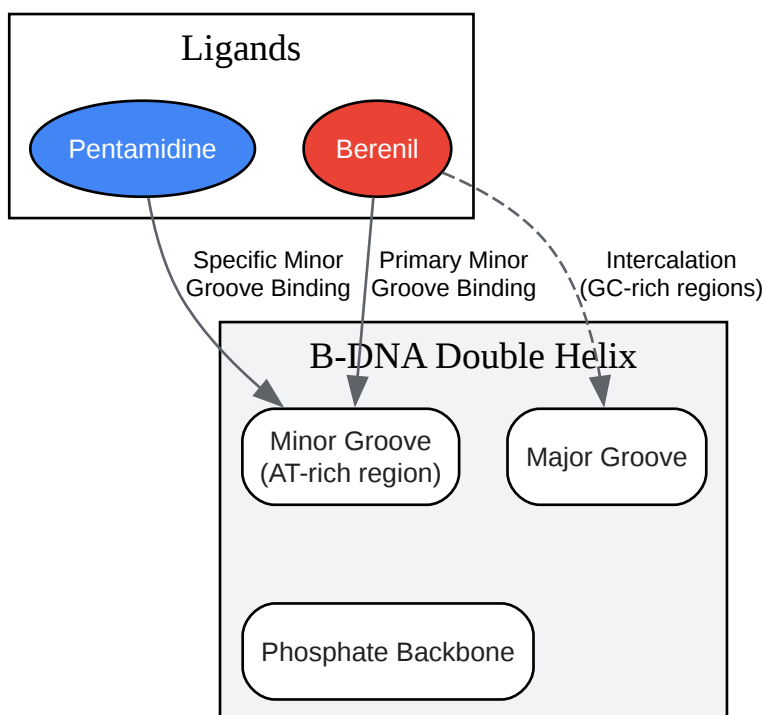 Ligands
Pentamidine
Berenil
Specific Minor
Groove Binding
Primary Minor
Groove Binding
Intercalation
(GC-rich regions)
B-DNA Double Helix
Minor Groove
(AT-rich region)
Major Groove
Phosphate Backbone